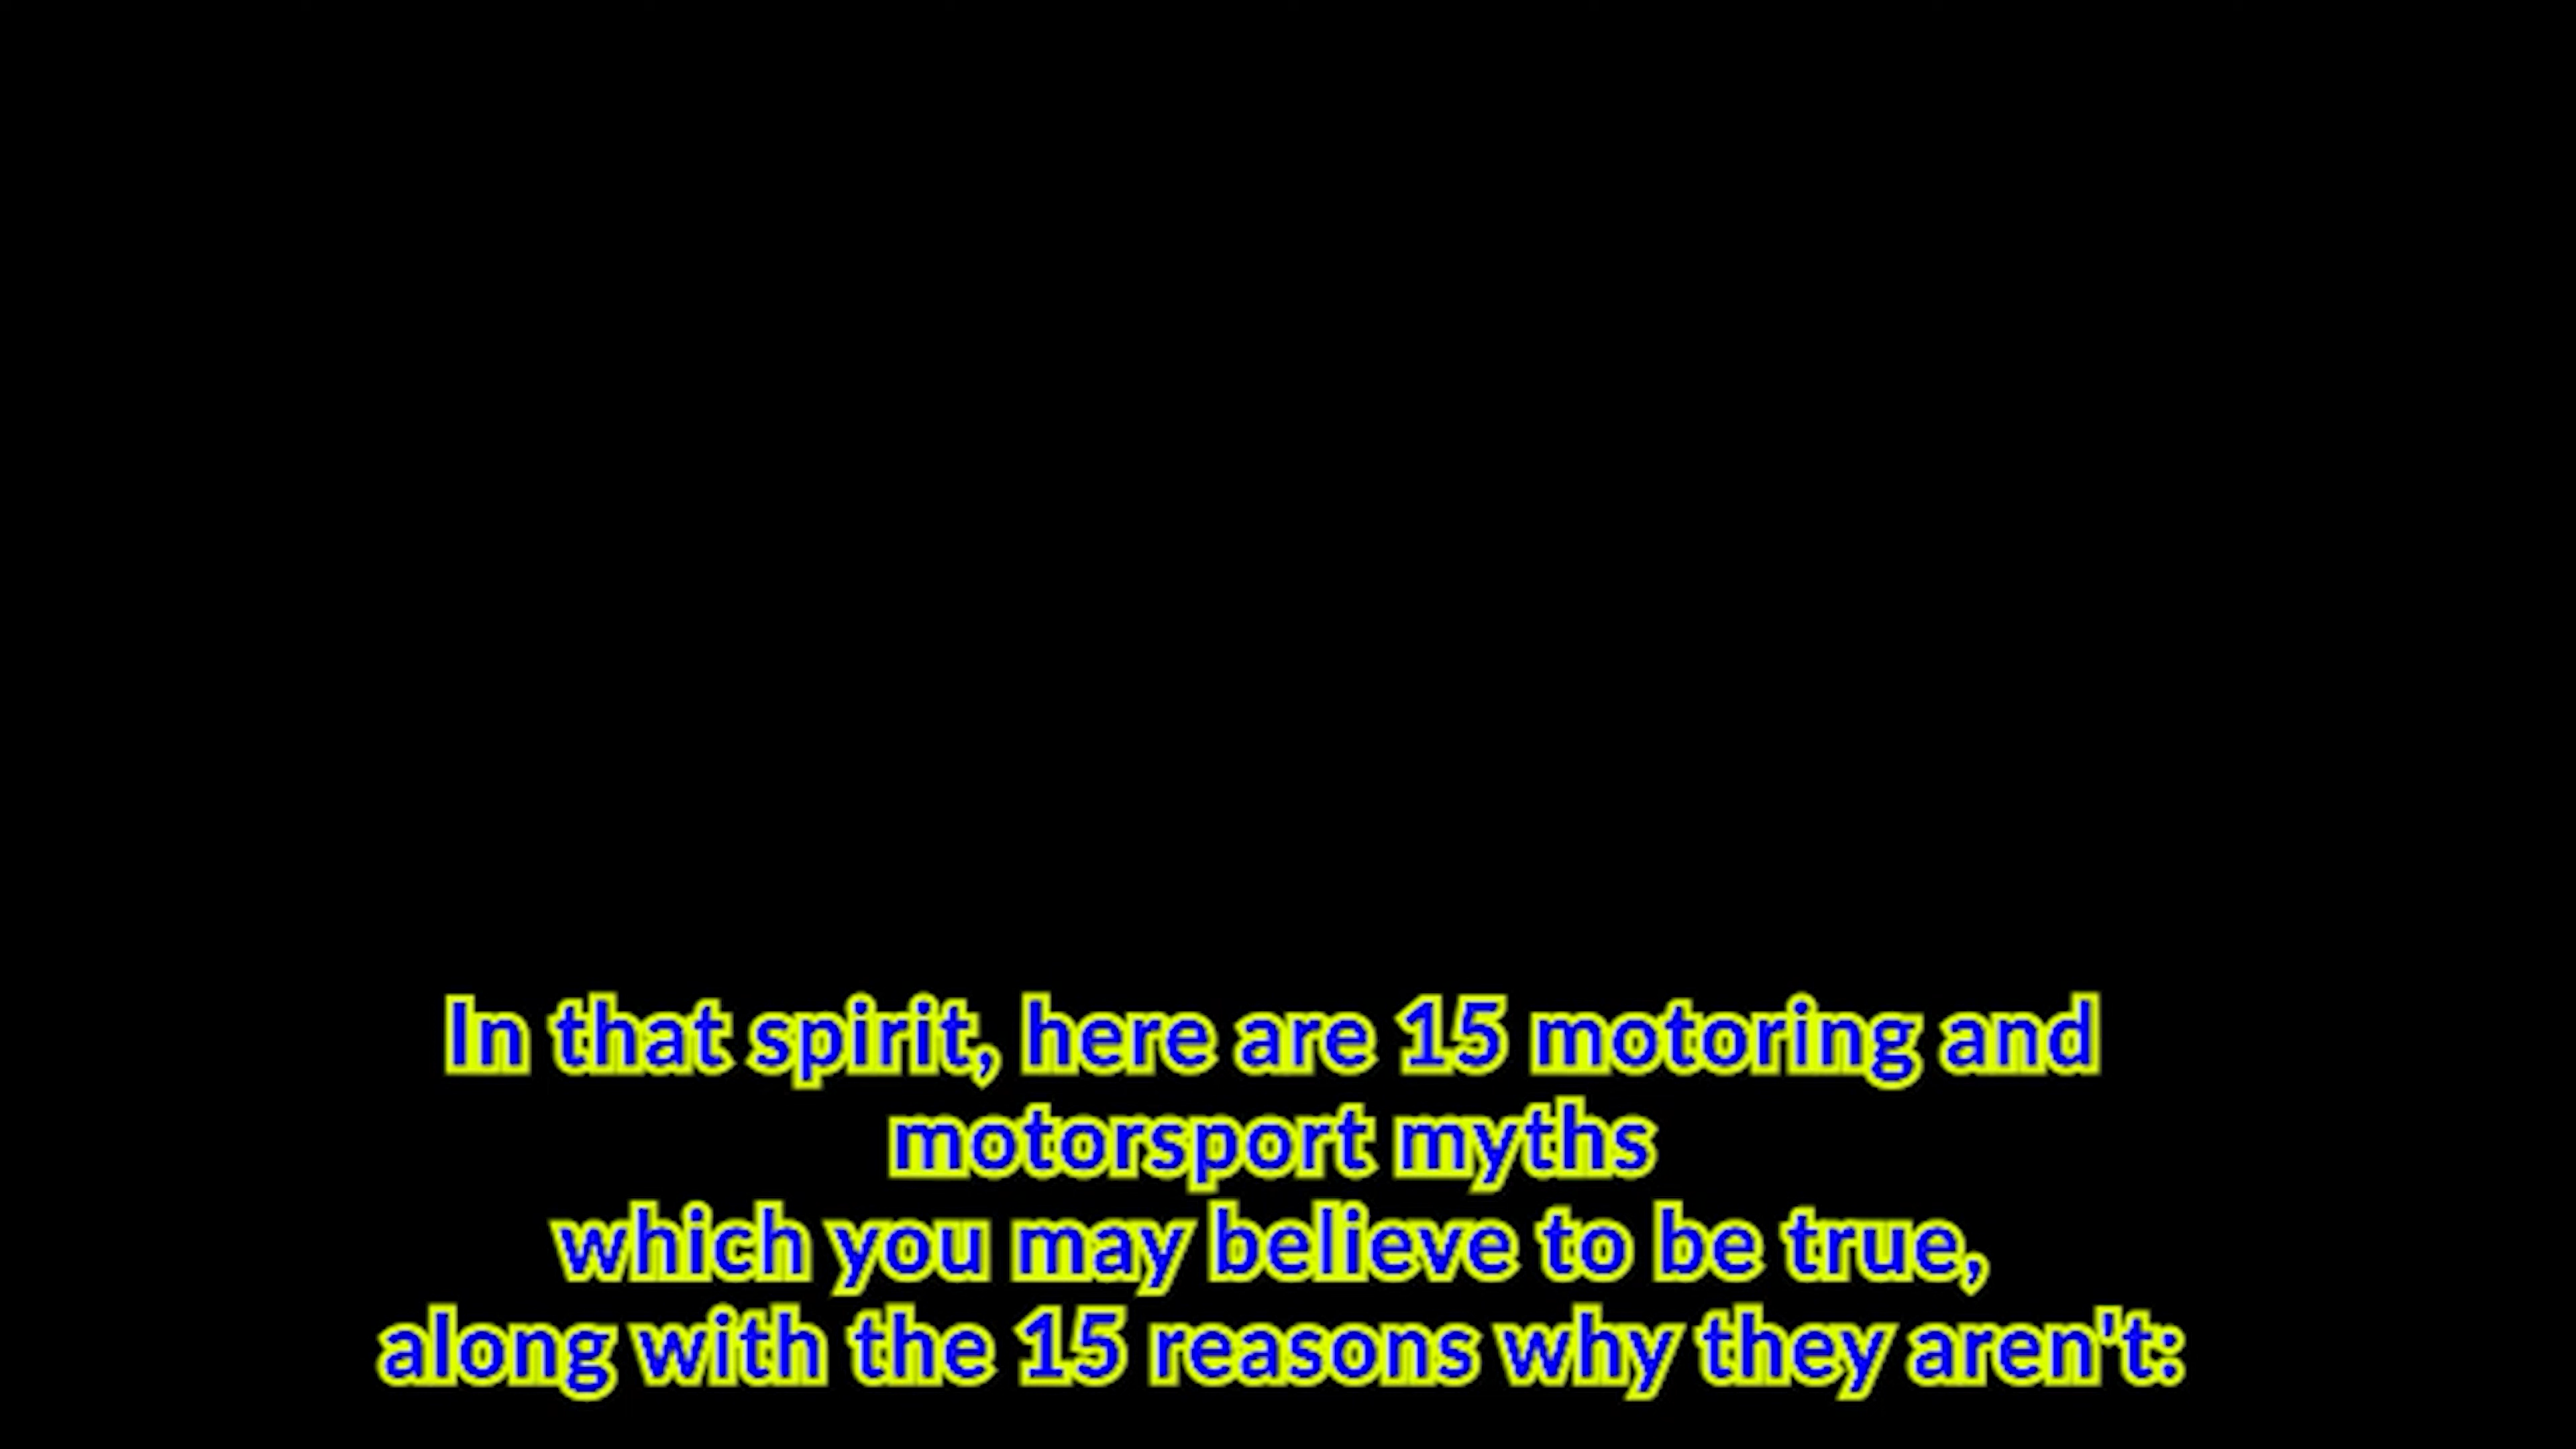 In that spirit, here are 15 motoring and
motorsport myths
which you may believe to be true,
along with the 15 reasons why they aren't: